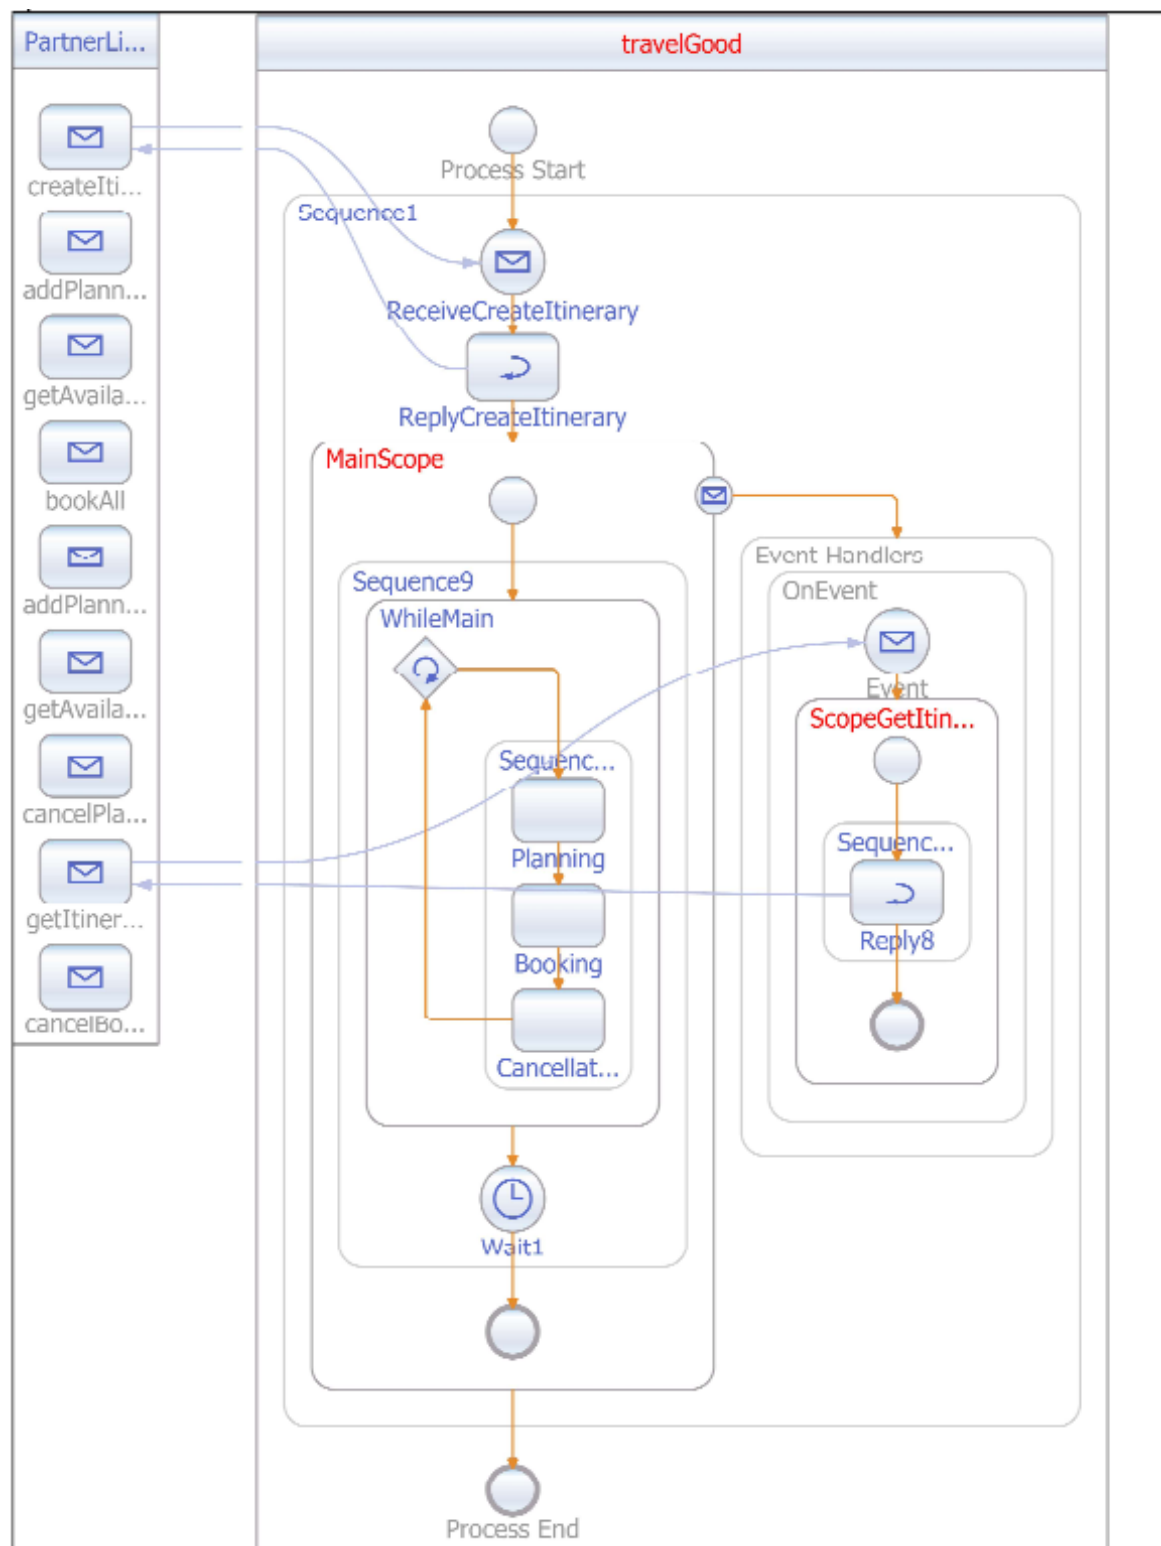 PartnerLi...
travelGood
createIti...
addPlann...
getAvaila...
bookAll
addPlann...
getAvaila...
cancelPla...
getItiner...
cancelBo...
Process Start
Sequence1
ReceiveCreateItinerary
ReplyCreateItinerary
MainScope
Sequence9
WhileMain
Sequenc...
Planning
Booking
Cancellat...
Wait1
Event Handlers
OnEvent
Event
ScopeGetItin...
Sequenc...
Reply8
Process End